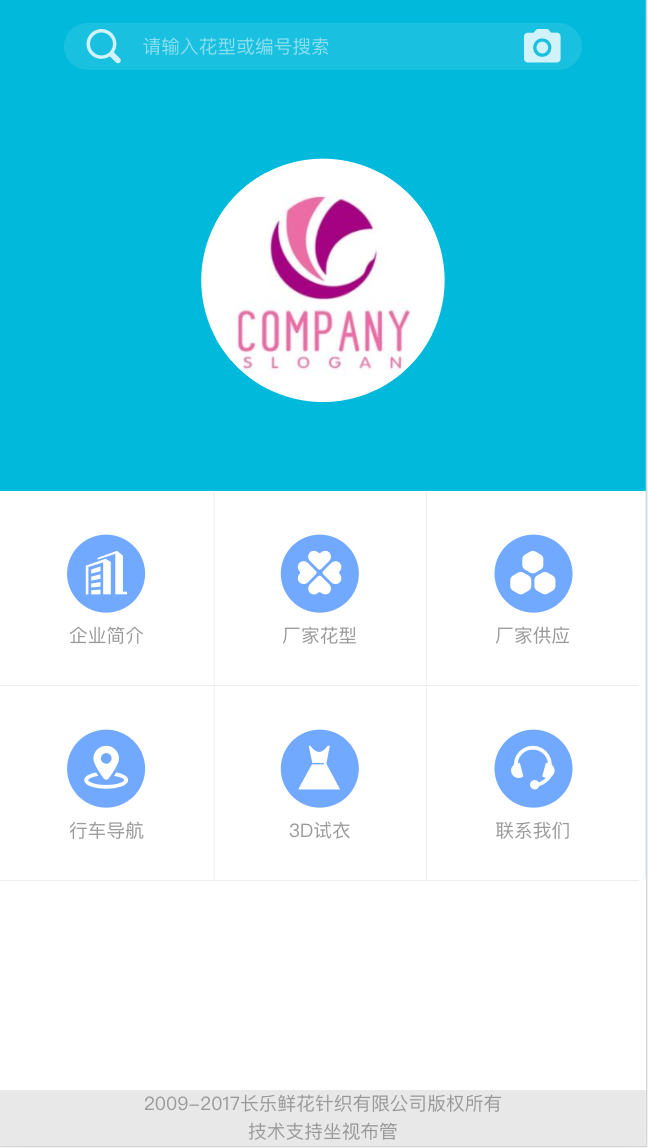 请输入花型或编号搜索
COMPANY
SLOGAN
企业简介
厂家花型
厂家供应
行车导航
3D试衣
联系我们
2009-2017长乐鲜花针织有限公司版权所有
技术支持坐视布管